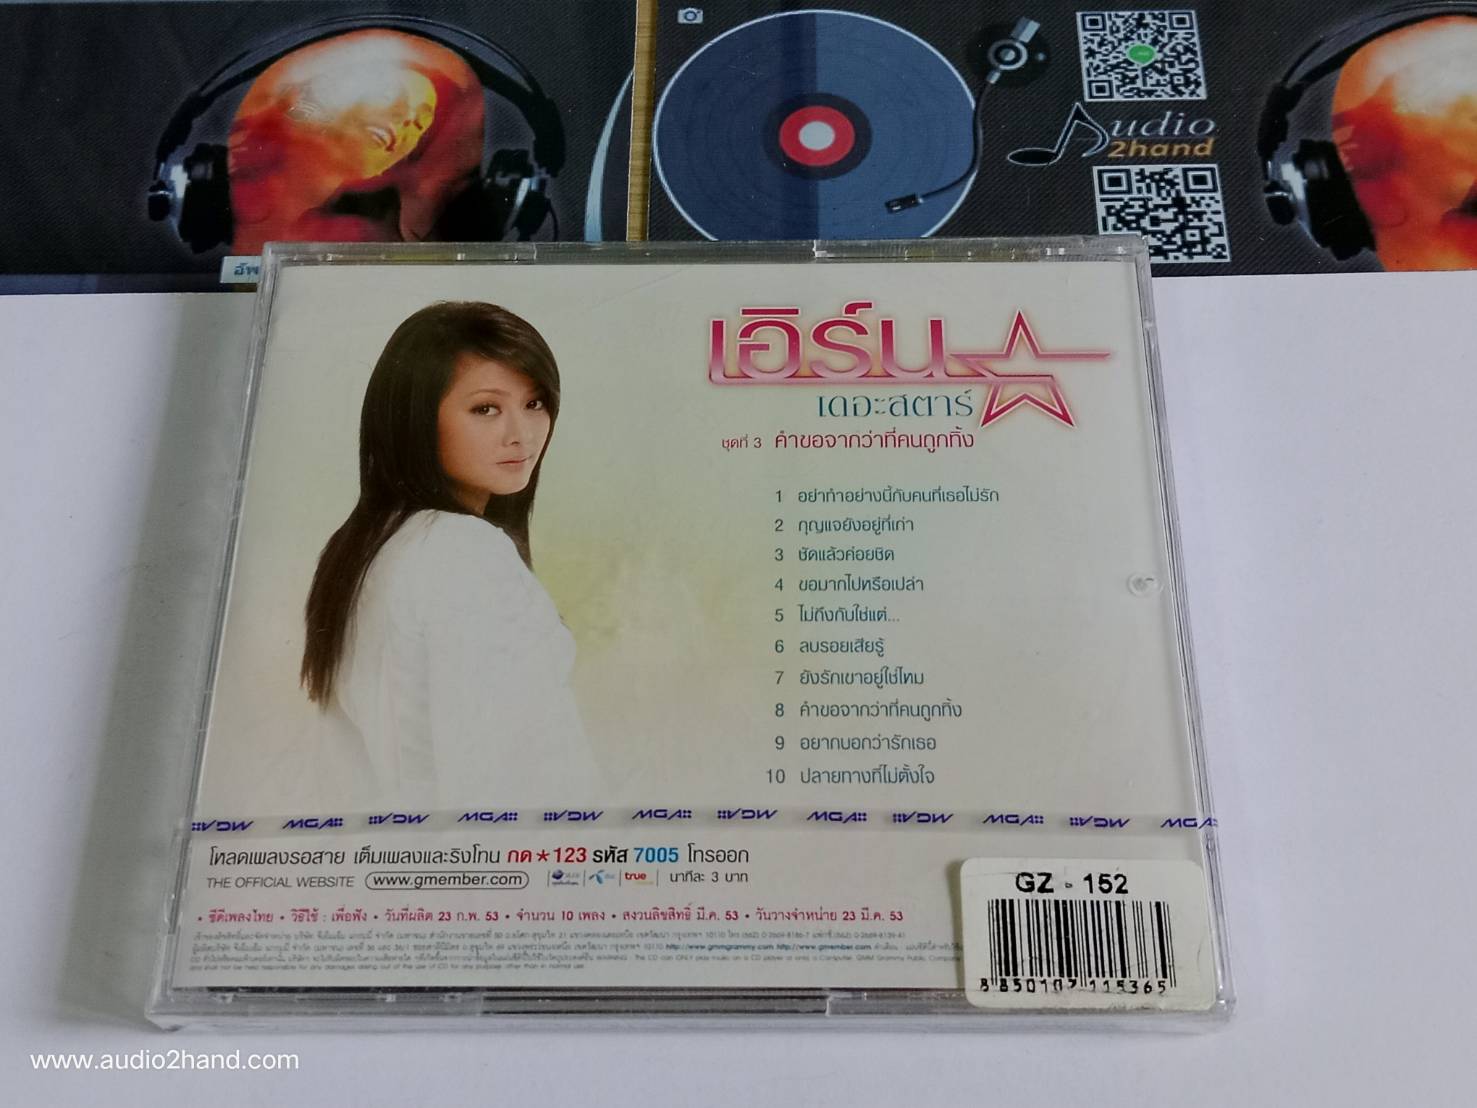 udio
2hand
เอิร์น
เดอะสตาร์
ชุดที่ 3 คำขอจากว่าที่คนถูกทิ้ง
1 อย่าทำอย่างนี้กับคนที่เธอไม่รัก
2 กุญแจยังอยู่ที่เก่า
3 ชัดแล้วค่อยชิด
4 ขอมากไปหรือเปล่า
5 ไม่ถึงกับใช่แต่...
6 ลบรอยเสียรู้
7 ยังรักเขาอยู่ใช่ไหม
8 คำขอจากว่าที่คนถูกทิ้ง
9 อยากบอกว่ารักเธอ
10 ปลายทางที่ไม่ตั้งใจ
MGA MGA MGA MGA MGA MGA
โหลดเพลงรอสาย เต็มเพลงและริงโทน กด * 123 รหัส 7005 โทรออก
THE OFFICIAL WEBSITE www.gmember.com true นาทีละ 3 บาท
• ซีดีเพลงไทย • วิธีใช้ : เพื่อฟัง • วันที่ผลิต 23 ก.พ. 53 • จำนวน 10 เพลง • สงวนลิขสิทธิ์ มี.ค. 53 • วันวางจำหน่าย 23 มี.ค. 53
http://www.gmmgrammy.com http://www.gmember.com
GZ - 152
8 850107 115365
www.audio2hand.com